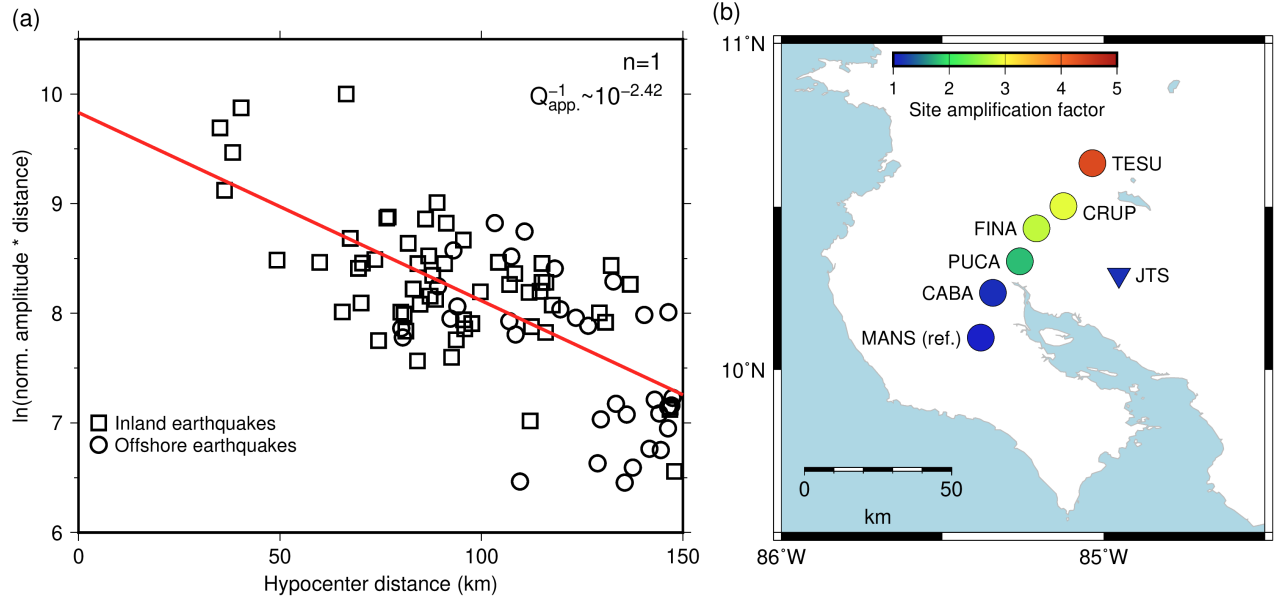 (a)
n=1
Q⁻¹app.~10⁻²·⁴²
ln(norm. amplitude * distance)
10
9
8
7
6
Inland earthquakes
Offshore earthquakes
0 50 100 150
Hypocenter distance (km)
(b)
11˚N
1 2 3 4 5
Site amplification factor
TESU
CRUP
FINA
PUCA
JTS
CABA
MANS (ref.)
10˚N
0 50
km
86˚W 85˚W